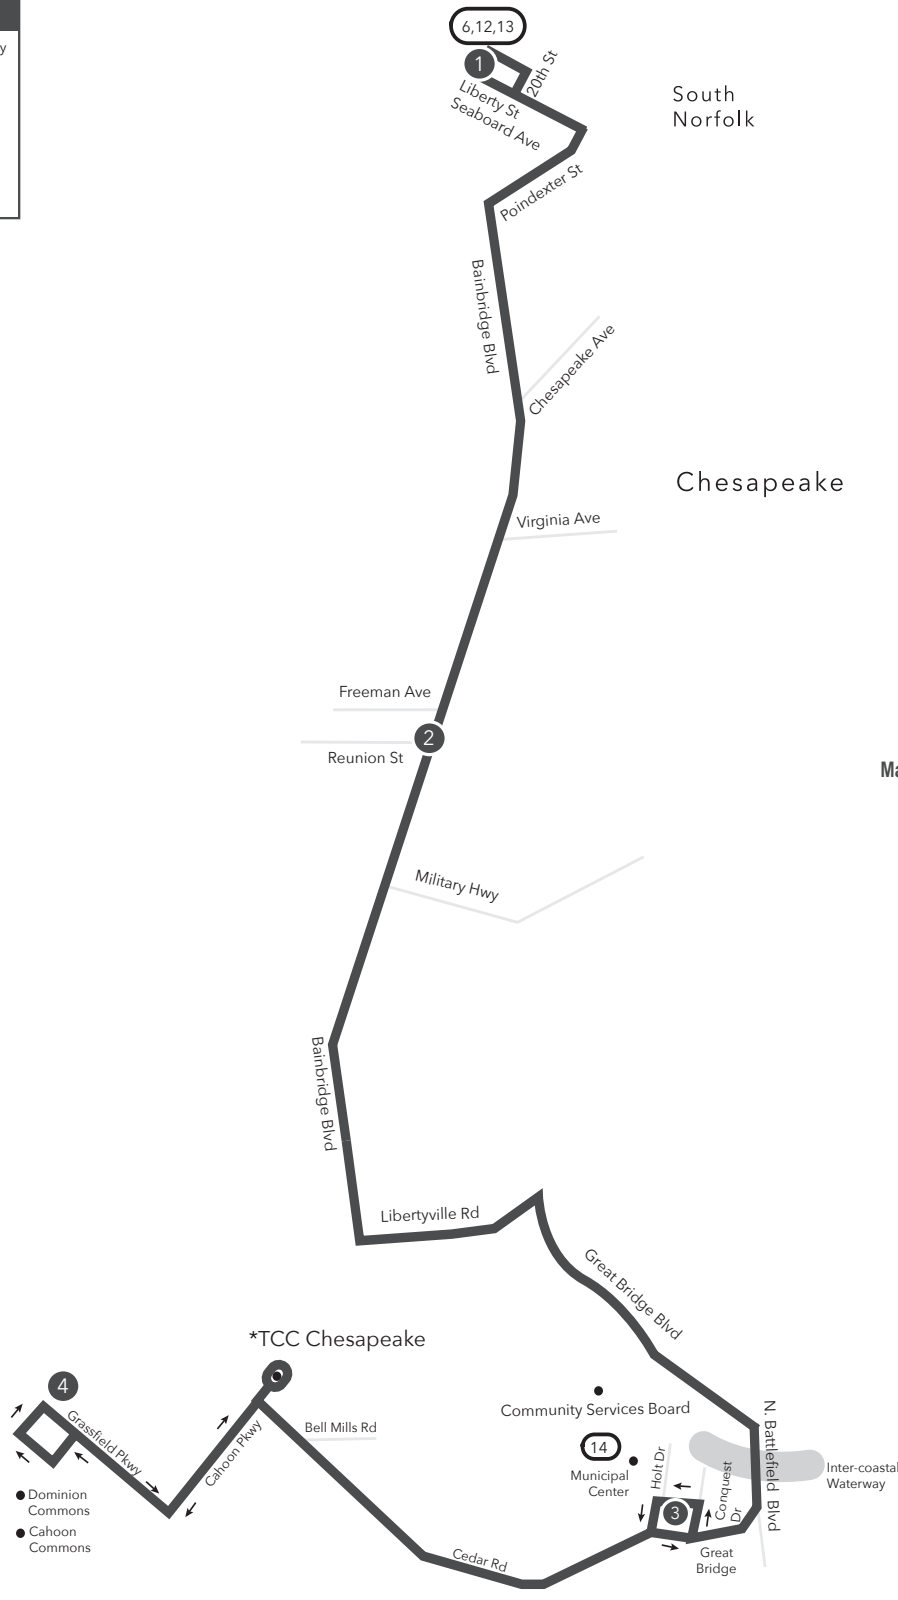 6,12,13
y
1
20th St
Liberty St
Seaboard Ave
South
Norfolk
Poindexter St
Bainbridge Blvd
Chesapeake Ave
Chesapeake
Virginia Ave
Freeman Ave
2
Reunion St
Ma
Military Hwy
Bainbridge Blvd
Libertyville Rd
Great Bridge Blvd
*TCC Chesapeake
4
Grassfield Pkwy
Cahoon Pkwy
Bell Mills Rd
Community Services Board
14
Municipal
Center
Holt Dr
Conquest
Dr
N. Battlefield Blvd
Inter-coastal
Waterway
Dominion
Commons
Cahoon
Commons
3
Great
Bridge
Cedar Rd